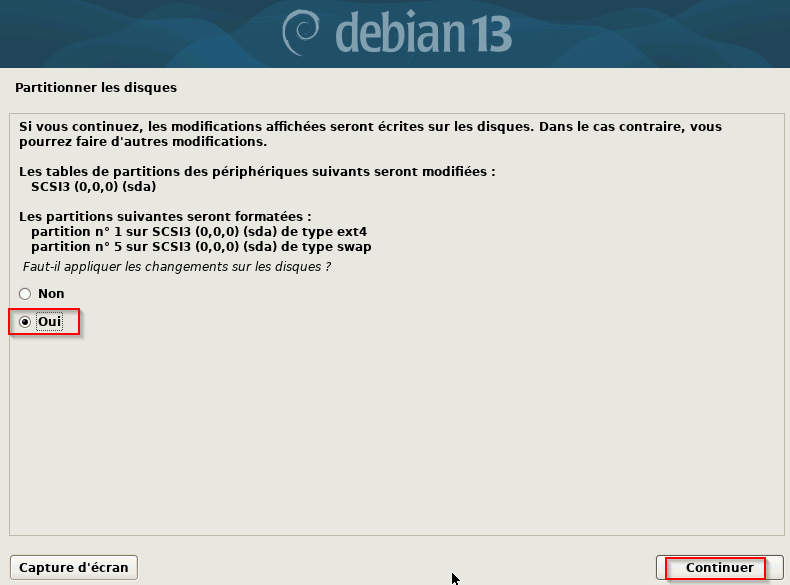 debian 13
Partitionner les disques
Si vous continuez, les modifications affichées seront écrites sur les disques. Dans le cas contraire, vous
pourrez faire d'autres modifications.
Les tables de partitions des périphériques suivants seront modifiées :
SCSI3 (0,0,0) (sda)
Les partitions suivantes seront formatées :
partition n° 1 sur SCSI3 (0,0,0) (sda) de type ext4
partition n° 5 sur SCSI3 (0,0,0) (sda) de type swap
Faut-il appliquer les changements sur les disques ?
Non
Oui
Capture d'écran
Continuer